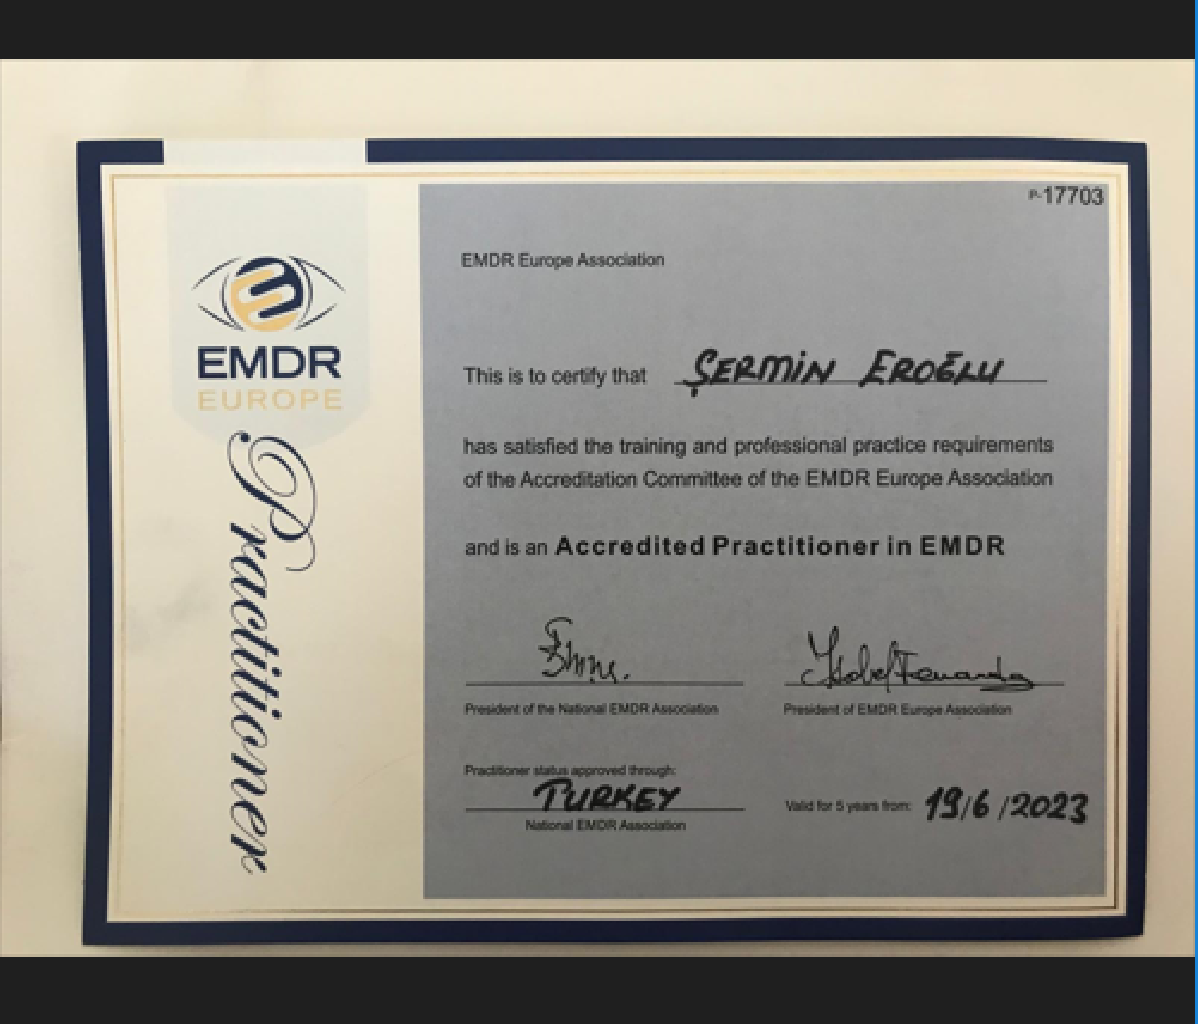 P-17703
EMDR
EUROPE
Practitioner
EMDR Europe Association
This is to certify that ŞERMİN EROĞLU
has satisfied the training and professional practice requirements
of the Accreditation Committee of the EMDR Europe Association
and is an Accredited Practitioner in EMDR
President of the National EMDR Association
President of EMDR Europe Association
Practitioner status approved through:
TURKEY
National EMDR Association
Valid for 5 years from: 19/6/2023